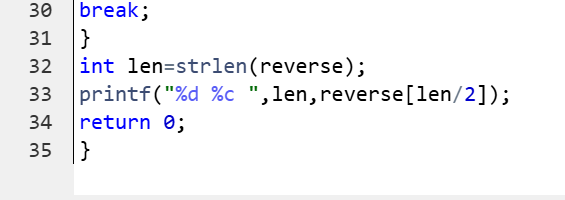 30 break;
31 }
32 int len=strlen(reverse);
33 printf("%d %c ",len,reverse[len/2]);
34 return 0;
35 }